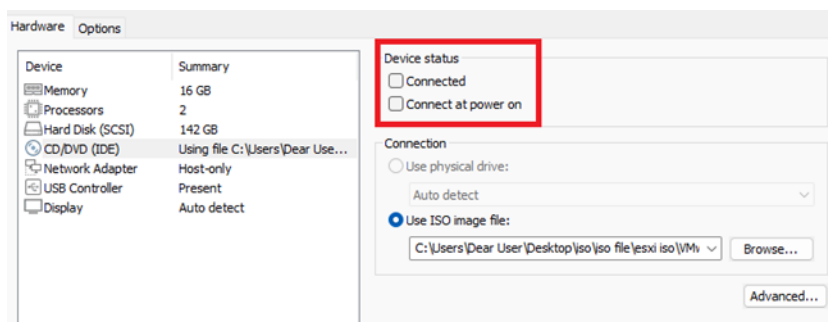 Hardware Options
Device Summary
Memory 16 GB
Processors 2
Hard Disk (SCSI) 142 GB
CD/DVD (IDE) Using file C:\Users\Dear Use...
Network Adapter Host-only
USB Controller Present
Display Auto detect
Device status
Connected
Connect at power on
Connection
Use physical drive:
Auto detect
Use ISO image file:
C:\Users\Dear User\Desktop\iso\iso file\esxi iso\VM Browse...
Advanced...